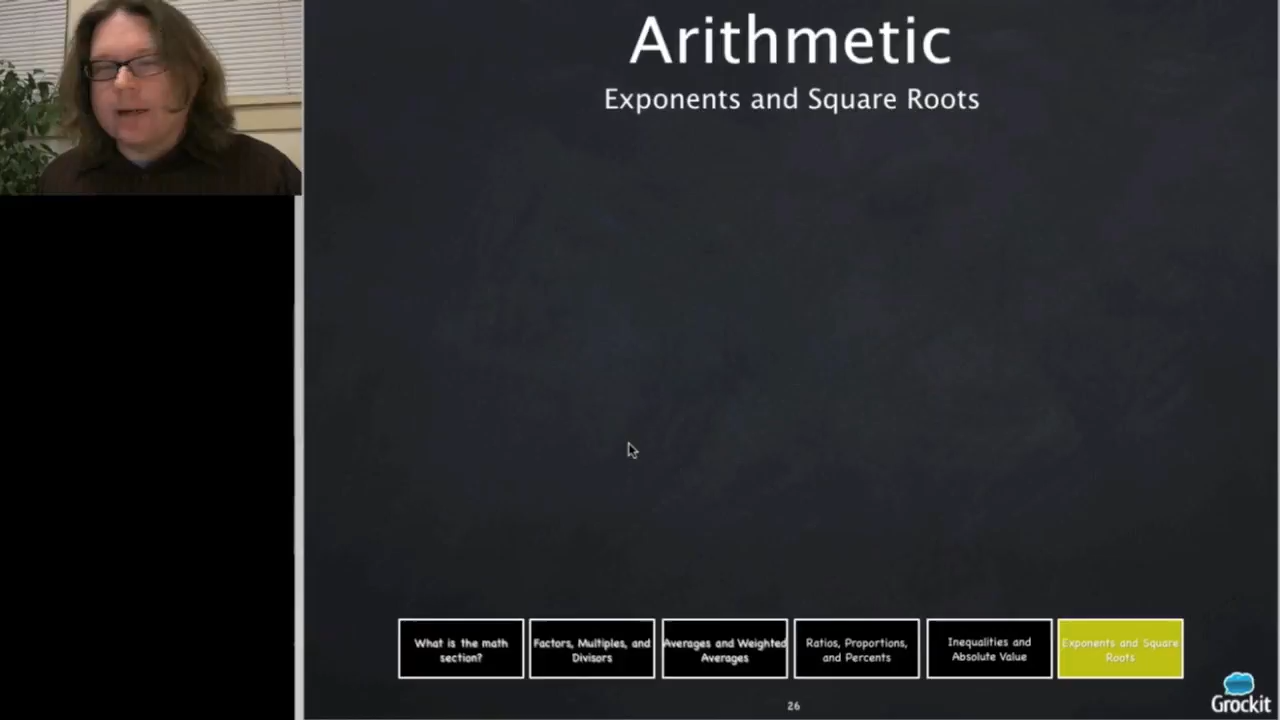 Arithmetic
Exponents and Square Roots
What is the math
section?
Factors, Multiples, and
Divisors
Averages and Weighted
Averages
Ratios, Proportions,
and Percents
Inequalities and
Absolute Value
Exponents and Square
Roots
26
Grockit